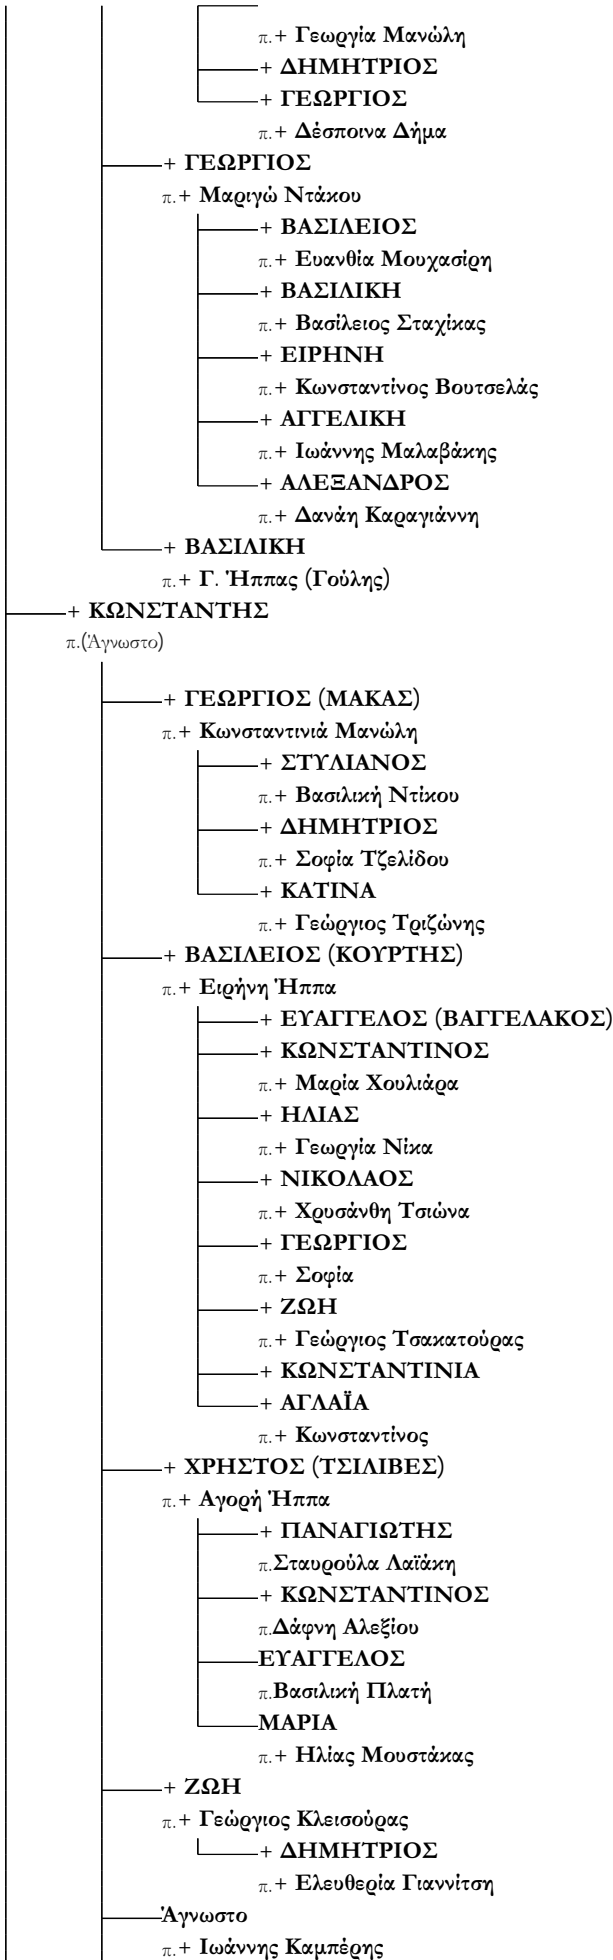 π.+ Γεωργία Μανώλη
+ ΔΗΜΗΤΡΙΟΣ
+ ΓΕΩΡΓΙΟΣ
π.+ Δέσποινα Δήμα
+ ΓΕΩΡΓΙΟΣ
π.+ Μαριγώ Ντάκου
+ ΒΑΣΙΛΕΙΟΣ
π.+ Ευανθία Μουχασίρη
+ ΒΑΣΙΛΙΚΗ
π.+ Βασίλειος Σταχίκας
+ ΕΙΡΗΝΗ
π.+ Κωνσταντίνος Βουτσελάς
+ ΑΓΓΕΛΙΚΗ
π.+ Ιωάννης Μαλαβάκης
+ ΑΛΕΞΑΝΔΡΟΣ
π.+ Δανάη Καραγιάννη
+ ΒΑΣΙΛΙΚΗ
π.+ Γ. Ήππας (Γούλης)
+ ΚΩΝΣΤΑΝΤΗΣ
π.(Άγνωστο)
+ ΓΕΩΡΓΙΟΣ (ΜΑΚΑΣ)
π.+ Κωνσταντινιά Μανώλη
+ ΣΤΥΛΙΑΝΟΣ
π.+ Βασιλική Ντίκου
+ ΔΗΜΗΤΡΙΟΣ
π.+ Σοφία Τζελίδου
+ ΚΑΤΙΝΑ
π.+ Γεώργιος Τριζώνης
+ ΒΑΣΙΛΕΙΟΣ (ΚΟΥΡΤΗΣ)
π.+ Ειρήνη Ήππα
+ ΕΥΑΓΓΕΛΟΣ (ΒΑΓΓΕΛΑΚΟΣ)
+ ΚΩΝΣΤΑΝΤΙΝΟΣ
π.+ Μαρία Χουλιάρα
+ ΗΛΙΑΣ
π.+ Γεωργία Νίκα
+ ΝΙΚΟΛΑΟΣ
π.+ Χρυσάνθη Τσιώνα
+ ΓΕΩΡΓΙΟΣ
π.+ Σοφία
+ ΖΩΗ
π.+ Γεώργιος Τσακατούρας
+ ΚΩΝΣΤΑΝΤΙΝΙΑ
+ ΑΓΛΑΪΑ
π.+ Κωνσταντίνος
+ ΧΡΗΣΤΟΣ (ΤΣΙΛΙΒΕΣ)
π.+ Αγορή Ήππα
+ ΠΑΝΑΓΙΩΤΗΣ
π.Σταυρούλα Λαϊάκη
+ ΚΩΝΣΤΑΝΤΙΝΟΣ
π.Δάφνη Αλεξίου
ΕΥΑΓΓΕΛΟΣ
π.Βασιλική Πλατή
ΜΑΡΙΑ
π.+ Ηλίας Μουστάκας
+ ΖΩΗ
π.+ Γεώργιος Κλεισούρας
+ ΔΗΜΗΤΡΙΟΣ
π.+ Ελευθερία Γιαννίτση
Άγνωστο
π.+ Ιωάννης Καμπέρης